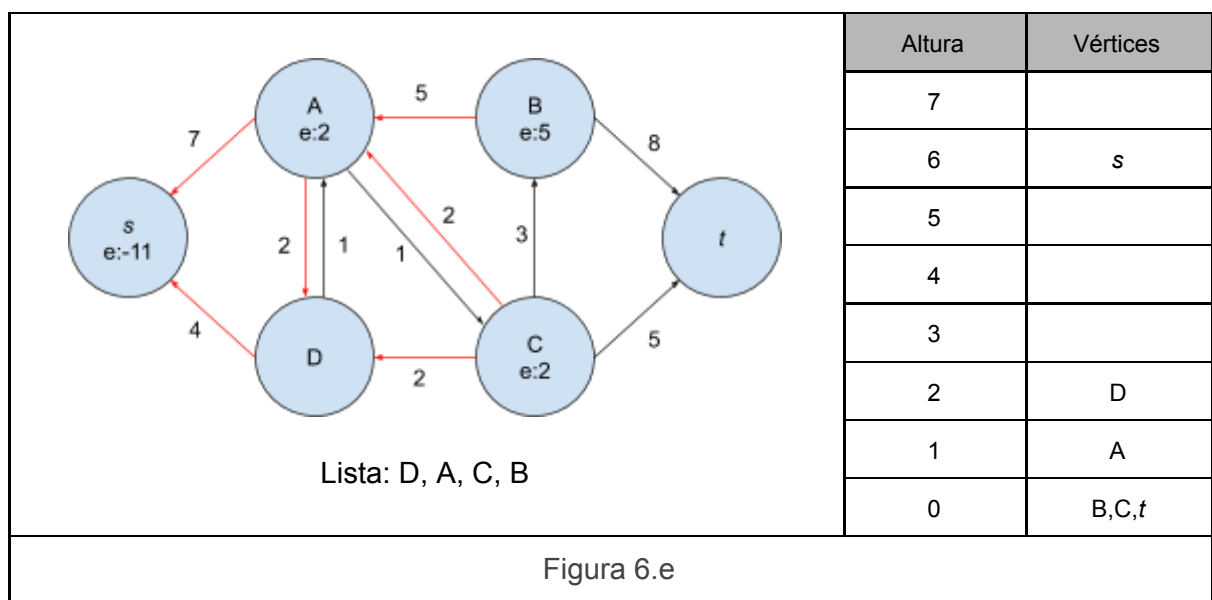 A
e:2
B
e:5
s
e:-11
t
D
C
e:2
7
5
8
2
1
1
2
3
4
2
5
Lista: D, A, C, B
Altura Vértices
7
6 s
5
4
3
2 D
1 A
0 B,C,t
Figura 6.e